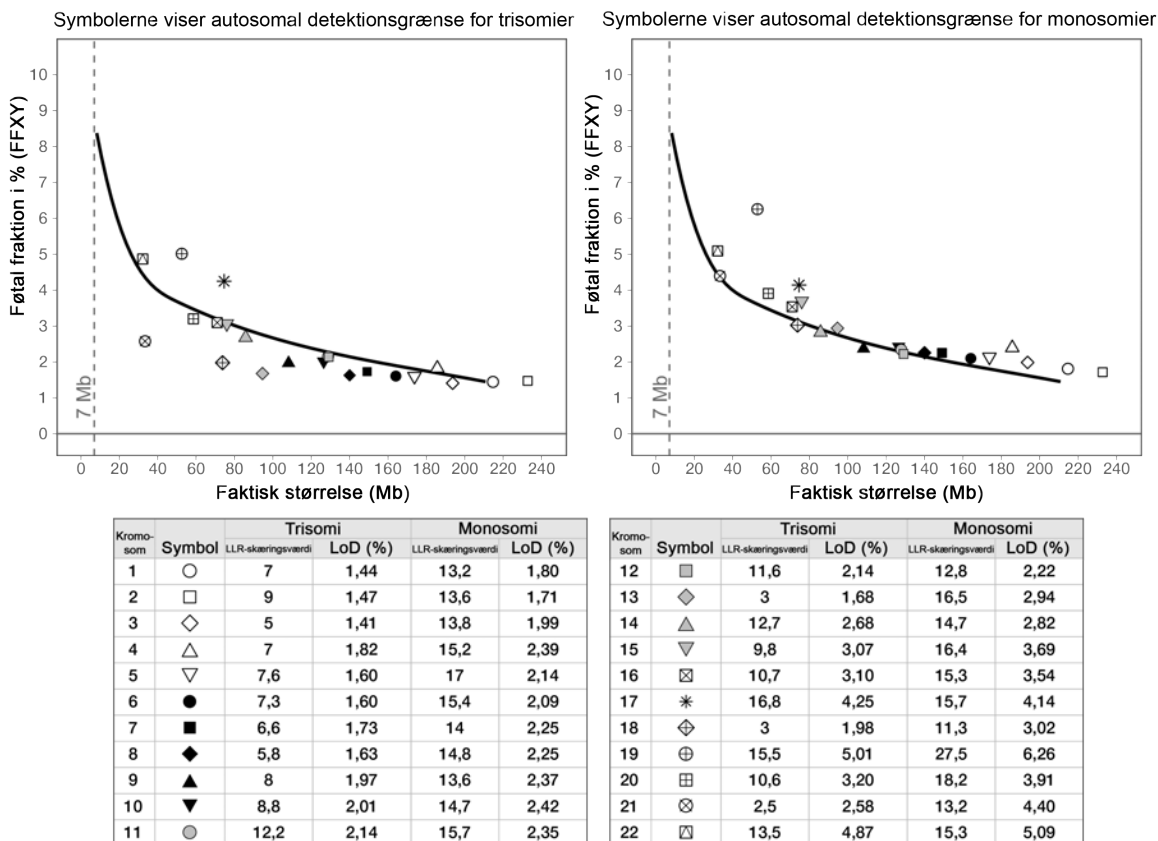 Symbolerne viser autosomal detektionsgrænse for trisomier
Føtal fraktion i % (FFXY)
10
9
8
7
6
5
4
3
2
1
0
7 Mb
0 20 40 60 80 100 120 140 160 180 200 220 240
Faktisk størrelse (Mb)
Symbolerne viser autosomal detektionsgrænse for monosomier
Føtal fraktion i % (FFXY)
10
9
8
7
6
5
4
3
2
1
0
7 Mb
0 20 40 60 80 100 120 140 160 180 200 220 240
Faktisk størrelse (Mb)
Kromo-
som Symbol Trisomi Monosomi
LLR-skæringsværdi LoD (%) LLR-skæringsværdi LoD (%)
1 7 1,44 13,2 1,80
2 9 1,47 13,6 1,71
3 5 1,41 13,8 1,99
4 7 1,82 15,2 2,39
5 7,6 1,60 17 2,14
6 7,3 1,60 15,4 2,09
7 6,6 1,73 14 2,25
8 5,8 1,63 14,8 2,25
9 8 1,97 13,6 2,37
10 8,8 2,01 14,7 2,42
11 12,2 2,14 15,7 2,35
Kromo-
som Symbol Trisomi Monosomi
LLR-skæringsværdi LoD (%) LLR-skæringsværdi LoD (%)
12 11,6 2,14 12,8 2,22
13 3 1,68 16,5 2,94
14 12,7 2,68 14,7 2,82
15 9,8 3,07 16,4 3,69
16 10,7 3,10 15,3 3,54
17 16,8 4,25 15,7 4,14
18 3 1,98 11,3 3,02
19 15,5 5,01 27,5 6,26
20 10,6 3,20 18,2 3,91
21 2,5 2,58 13,2 4,40
22 13,5 4,87 15,3 5,09